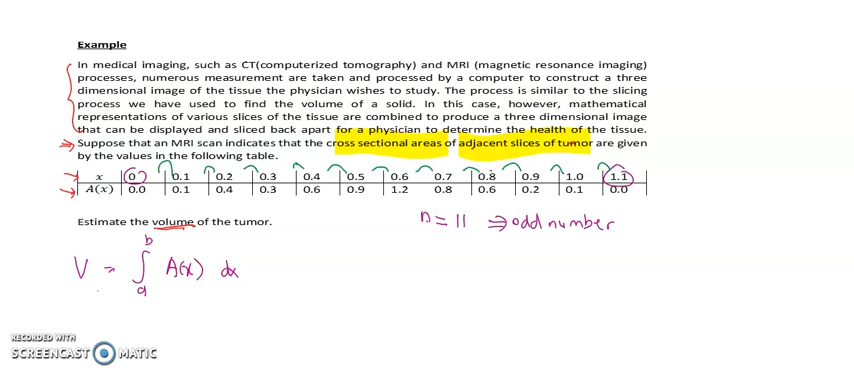 Example
In medical imaging, such as CT(computerized tomography) and MRI (magnetic resonance imaging)
processes, numerous measurement are taken and processed by a computer to construct a three
dimensional image of the tissue the physician wishes to study. The process is similar to the slicing
process we have used to find the volume of a solid. In this case, however, mathematical
representations of various slices of the tissue are combined to produce a three dimensional image
that can be displayed and sliced back apart for a physician to determine the health of the tissue.
Suppose that an MRI scan indicates that the cross sectional areas of adjacent slices of tumor are given
by the values in the following table.
x 0 0.1 0.2 0.3 0.4 0.5 0.6 0.7 0.8 0.9 1.0 1.1
A(x) 0.0 0.1 0.4 0.3 0.6 0.9 1.2 0.8 0.6 0.2 0.1 0.0
Estimate the volume of the tumor.
n = 11 ⇒ odd number
V = ∫_a^b A(x) dx
RECORDED WITH
SCREENCAST MATIC